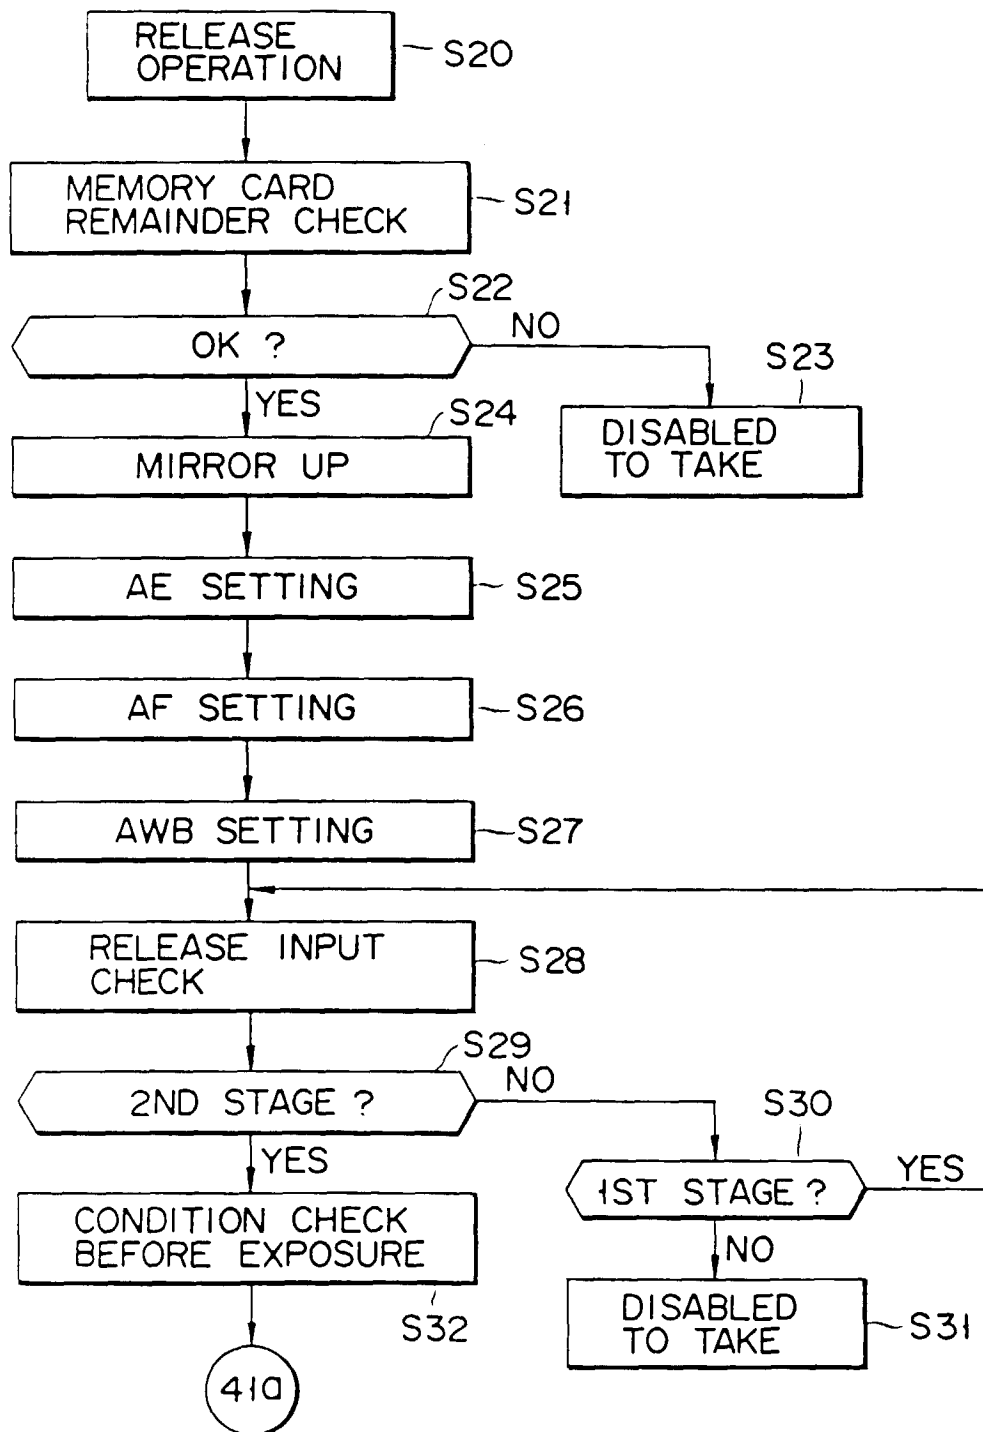 RELEASE
OPERATION
S20
MEMORY CARD
REMAINDER CHECK
S21
S22
OK ?
NO
S23
YES
DISABLED
TO TAKE
S24
MIRROR UP
AE SETTING
S25
AF SETTING
S26
AWB SETTING
S27
RELEASE INPUT
CHECK
S28
S29
2ND STAGE ?
NO
S30
YES
1ST STAGE ?
YES
CONDITION CHECK
BEFORE EXPOSURE
S32
NO
DISABLED
TO TAKE
S31
41a